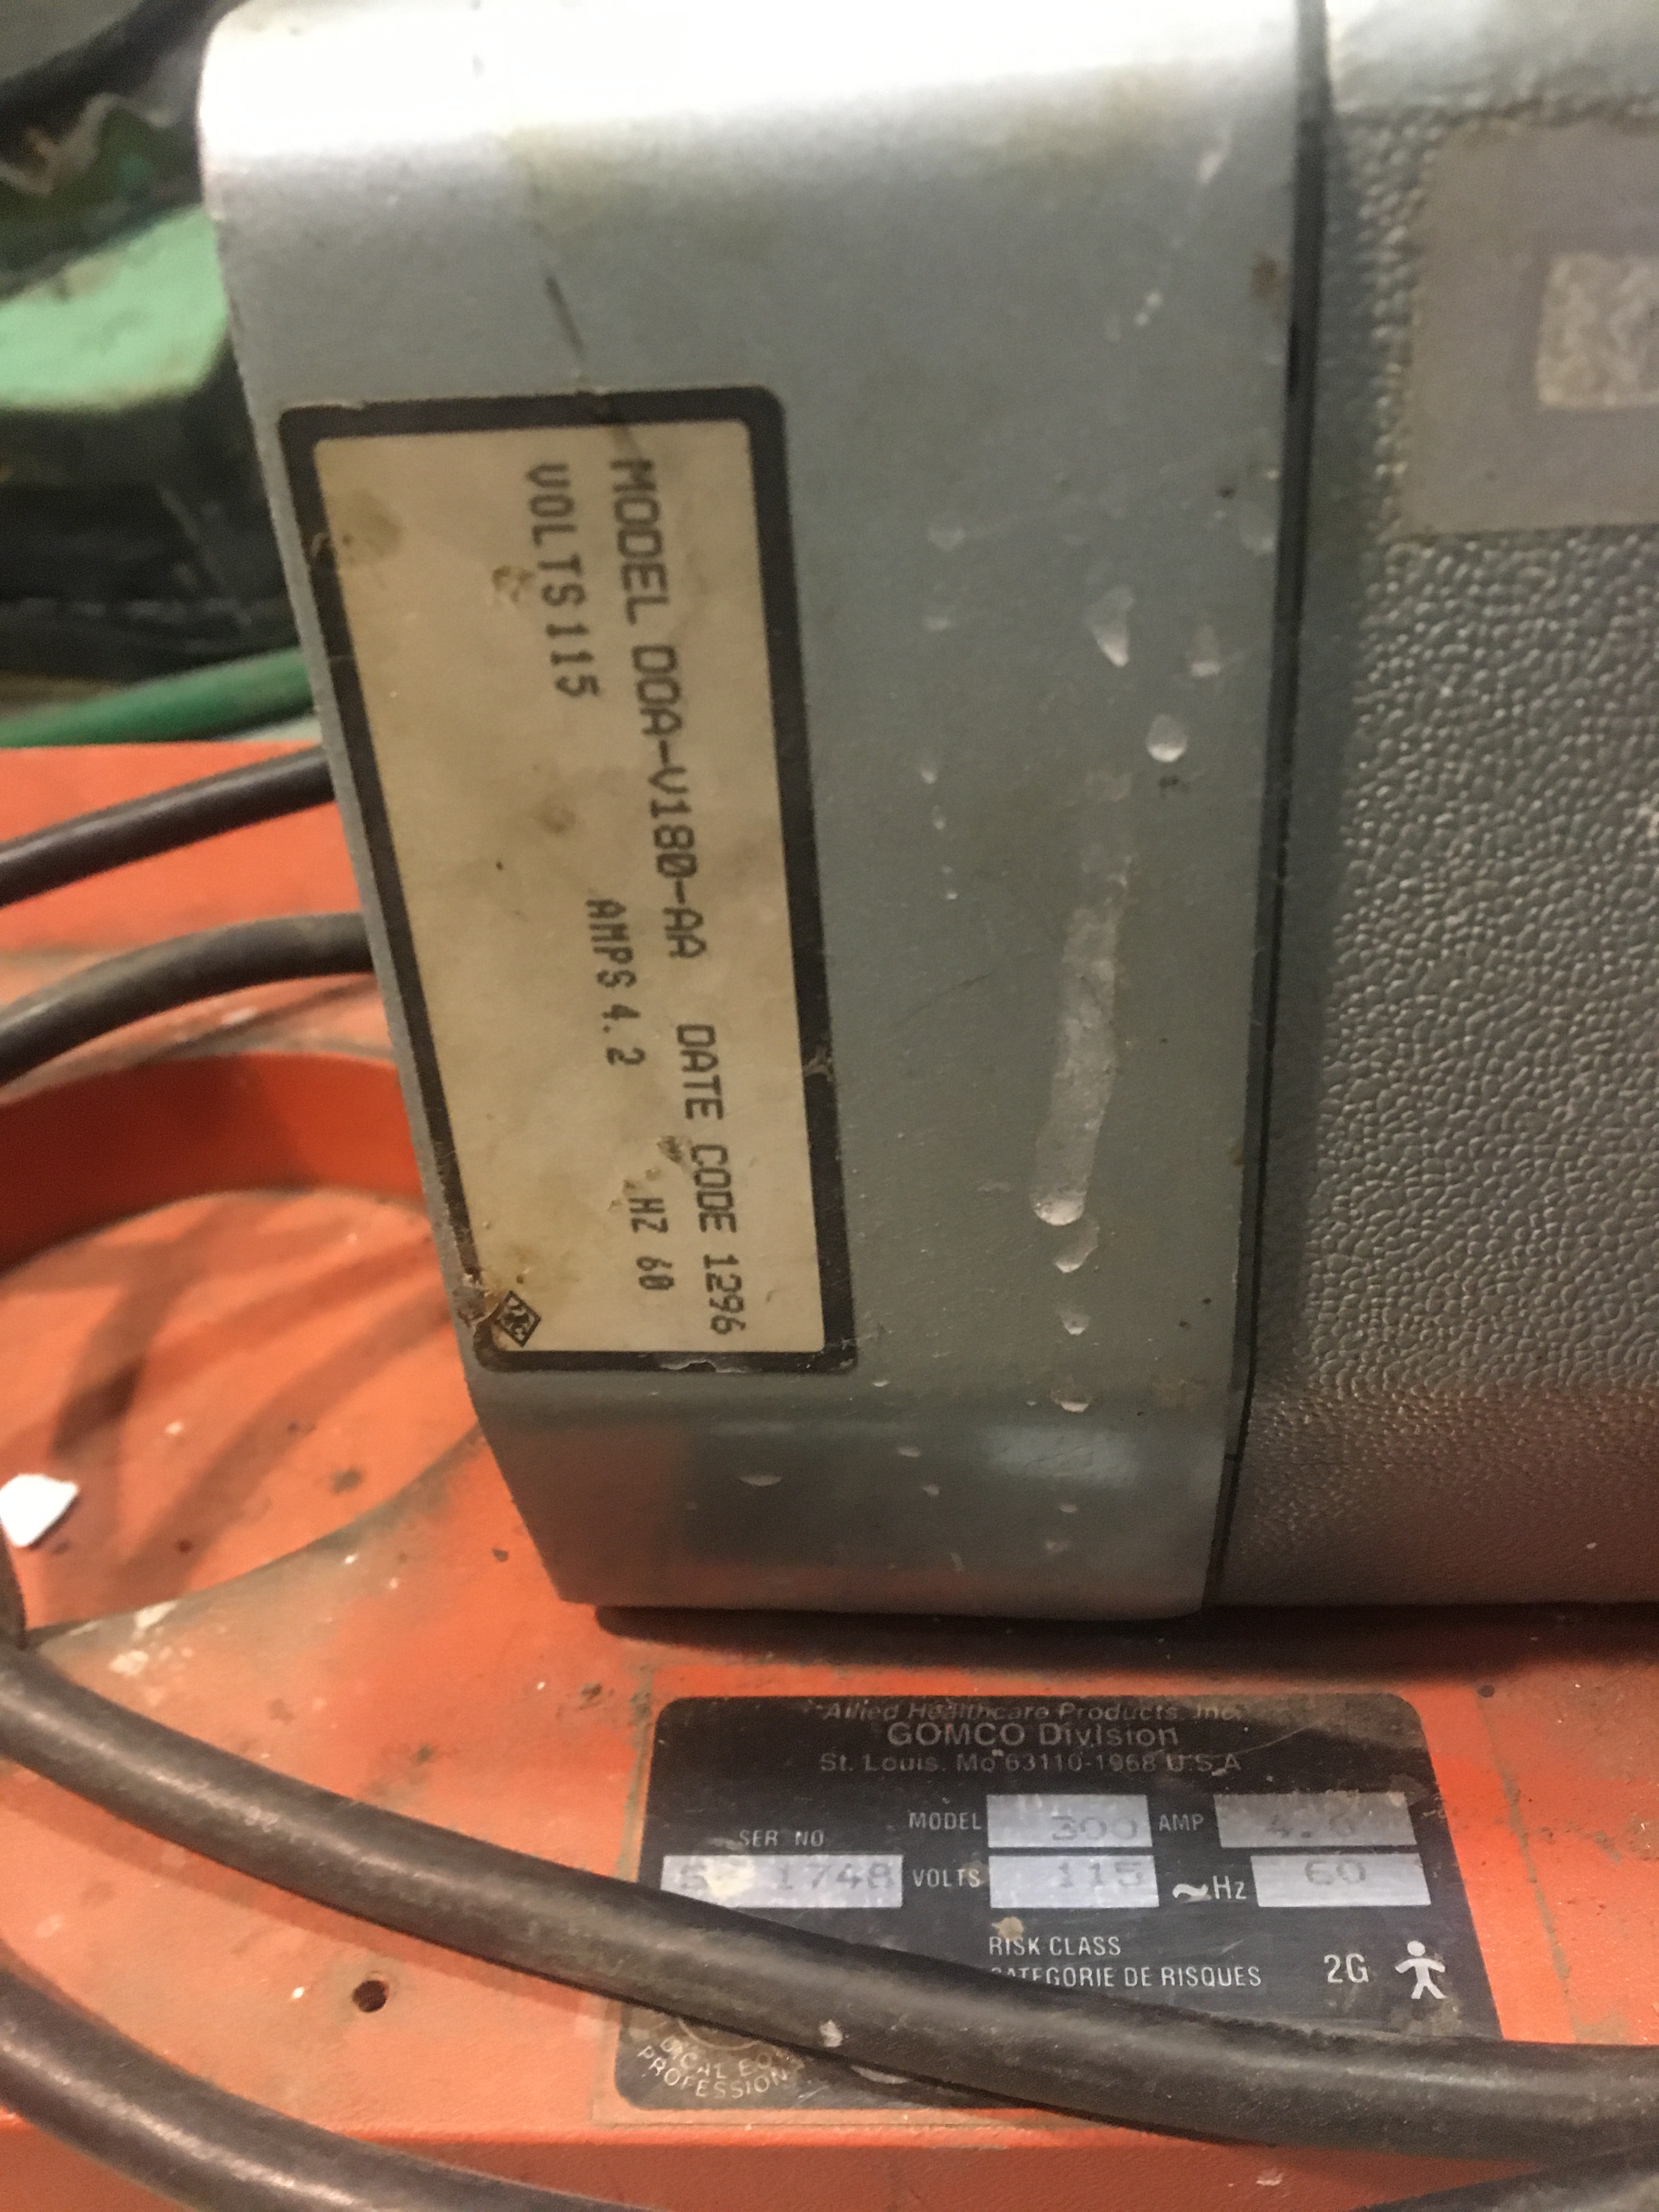 MODEL DOA-V180-AA DATE CODE 1296
VOLTS 115 AMPS 4.2 HZ 60
Allied Healthcare Products, Inc.
GOMCO Division
St. Louis, Mo 63110-1968 U.S.A
MODEL 300 AMP
SER NO
1748 VOLTS 115 ~Hz 60
RISK CLASS
CATEGORIE DE RISQUES 2G
PROFESSION